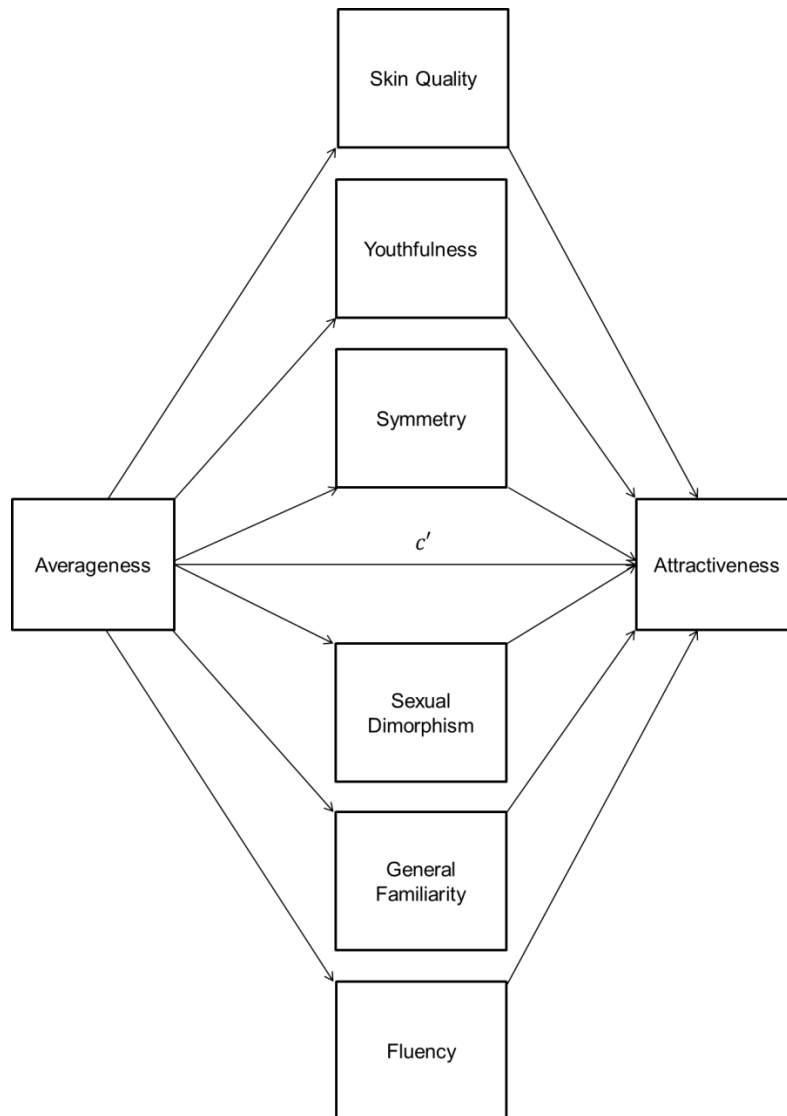 Skin Quality
Youthfulness
Symmetry
Averageness
c′
Attractiveness
Sexual
Dimorphism
General
Familiarity
Fluency